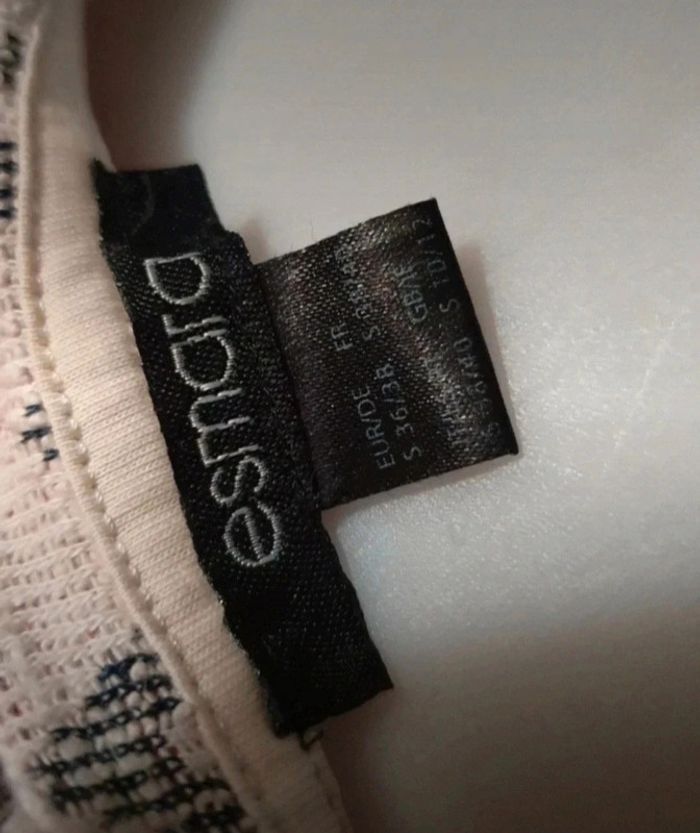 esmara
EUR/DE FR
S 36/38 S
GB/IE
S 10/12